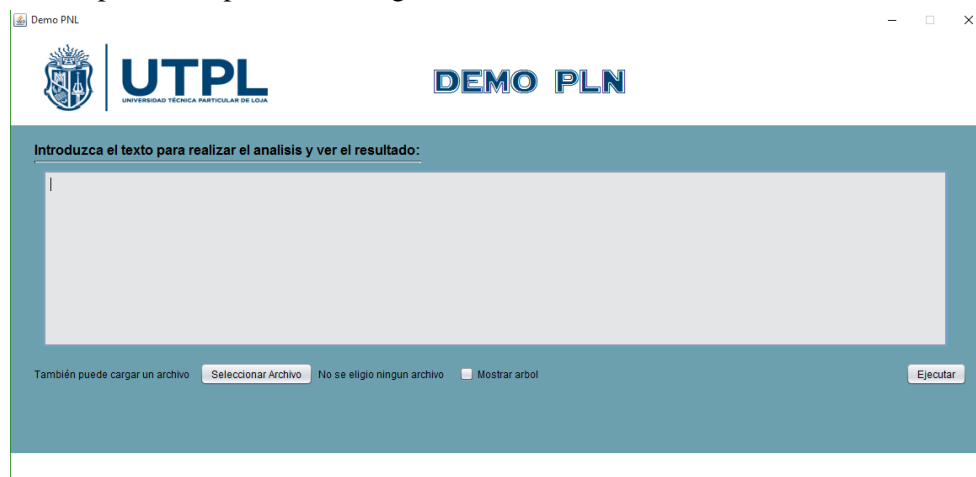 Demo PNL
UTPL
UNIVERSIDAD TÉCNICA PARTICULAR DE LOJA
DEMO PLN
Introduzca el texto para realizar el analisis y ver el resultado:
También puede cargar un archivo Seleccionar Archivo No se eligio ningun archivo Mostrar arbol Ejecutar